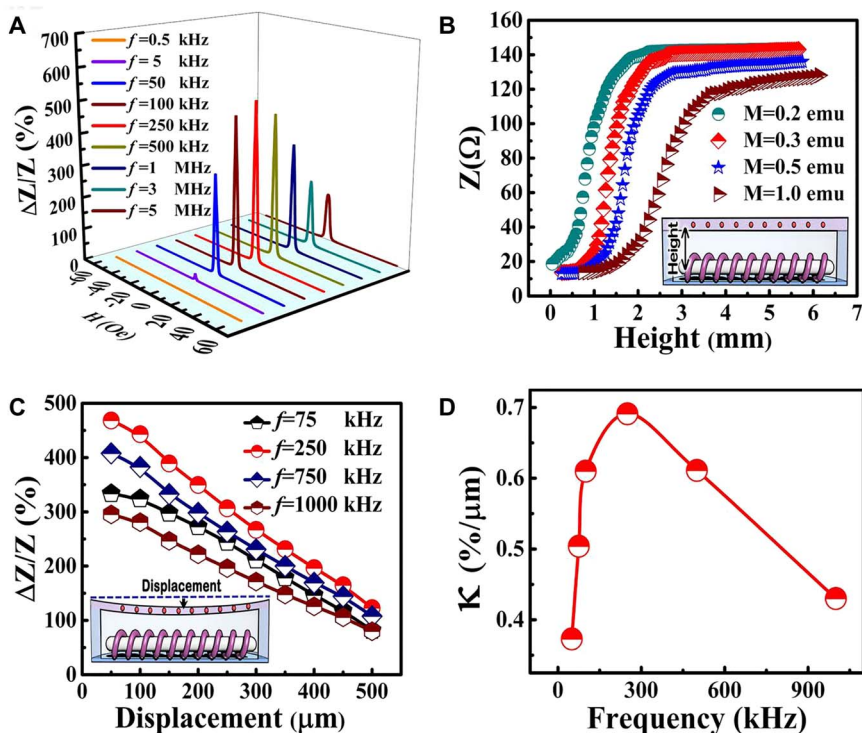 A
700
600
500
400
300
200
100
0
ΔZ/Z (%)
f=0.5 kHz
f= 5 kHz
f=50 kHz
f=100 kHz
f=250 kHz
f=500 kHz
f=1 MHz
f=3 MHz
f=5 MHz
H (Oe)
B
160
140
120
100
80
60
40
20
0
Z(Ω)
M=0.2 emu
M=0.3 emu
M=0.5 emu
M=1.0 emu
Height
0 1 2 3 4 5 6 7
Height (mm)
C
500
400
300
200
100
0
ΔZ/Z (%)
f=75 kHz
f=250 kHz
f=750 kHz
f=1000 kHz
Displacement
0 100 200 300 400 500
Displacement (μm)
D
0.7
0.6
0.5
0.4
K (%/μm)
0 300 600 900
Frequency (kHz)